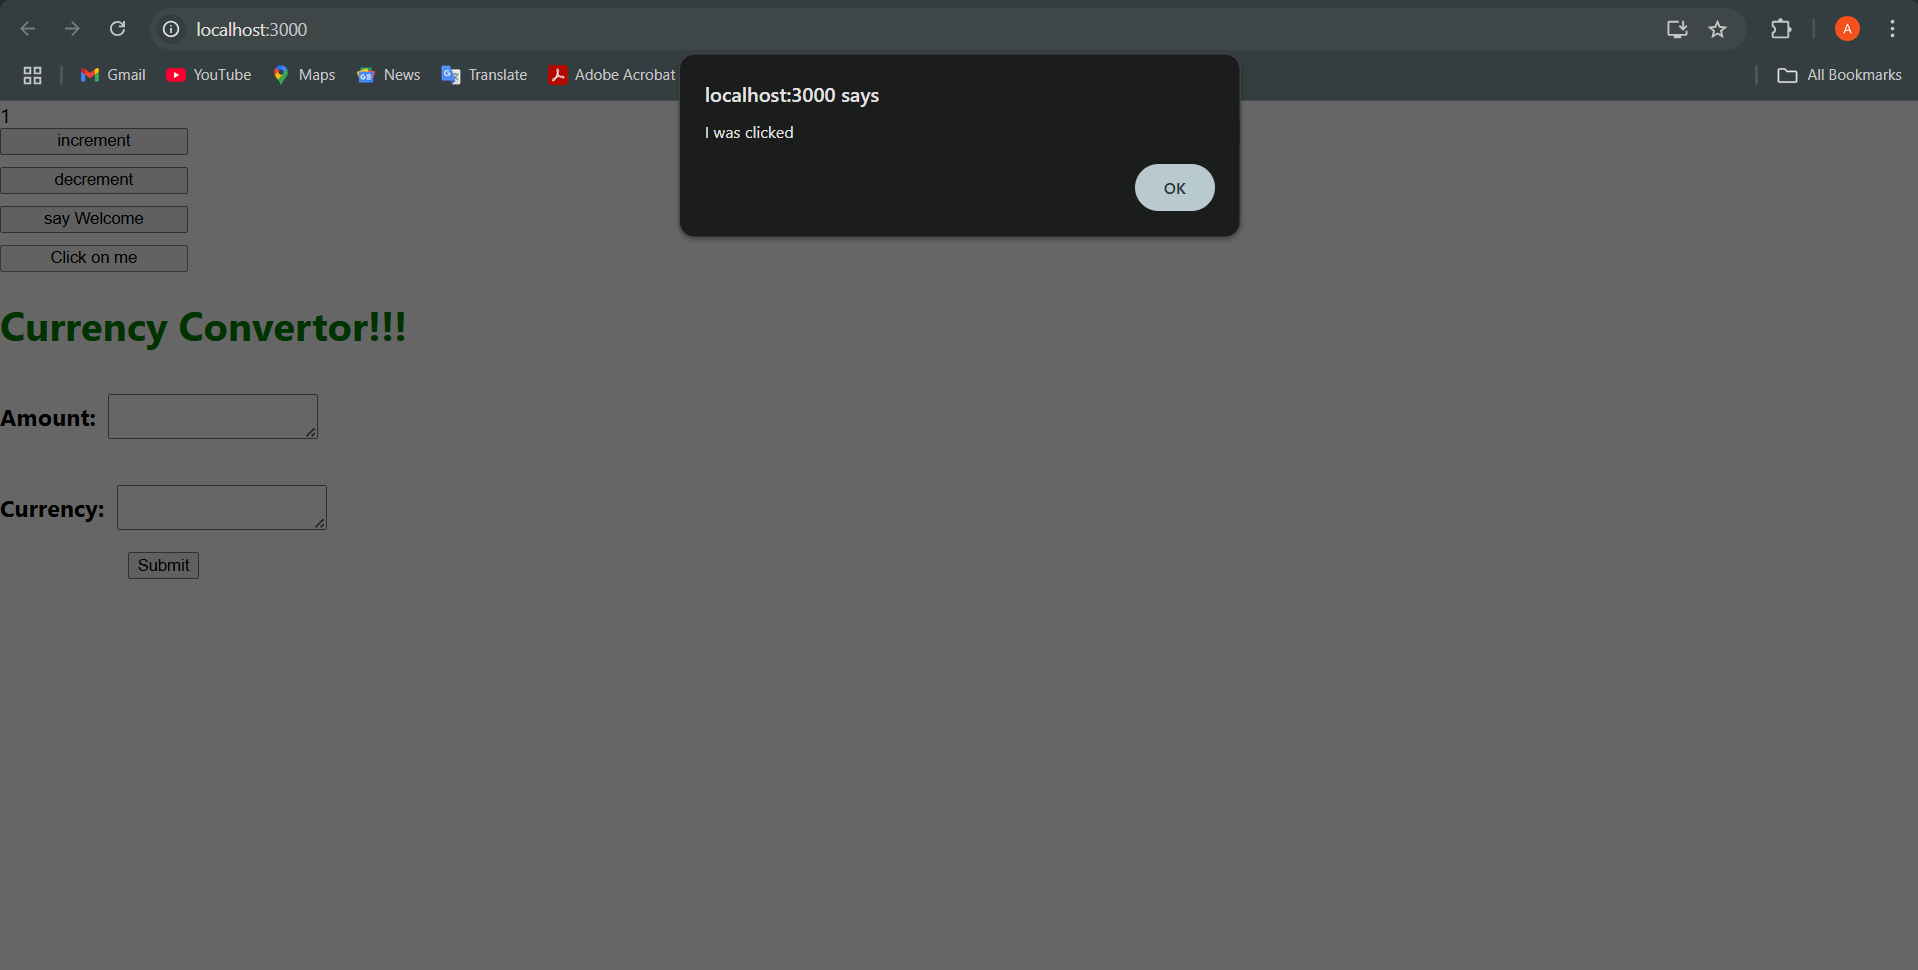 localhost:3000
A
Gmail YouTube Maps News Translate Adobe Acrobat All Bookmarks
localhost:3000 says
I was clicked
OK
1
increment
decrement
say Welcome
Click on me
Currency Convertor!!!
Amount:
Currency:
Submit